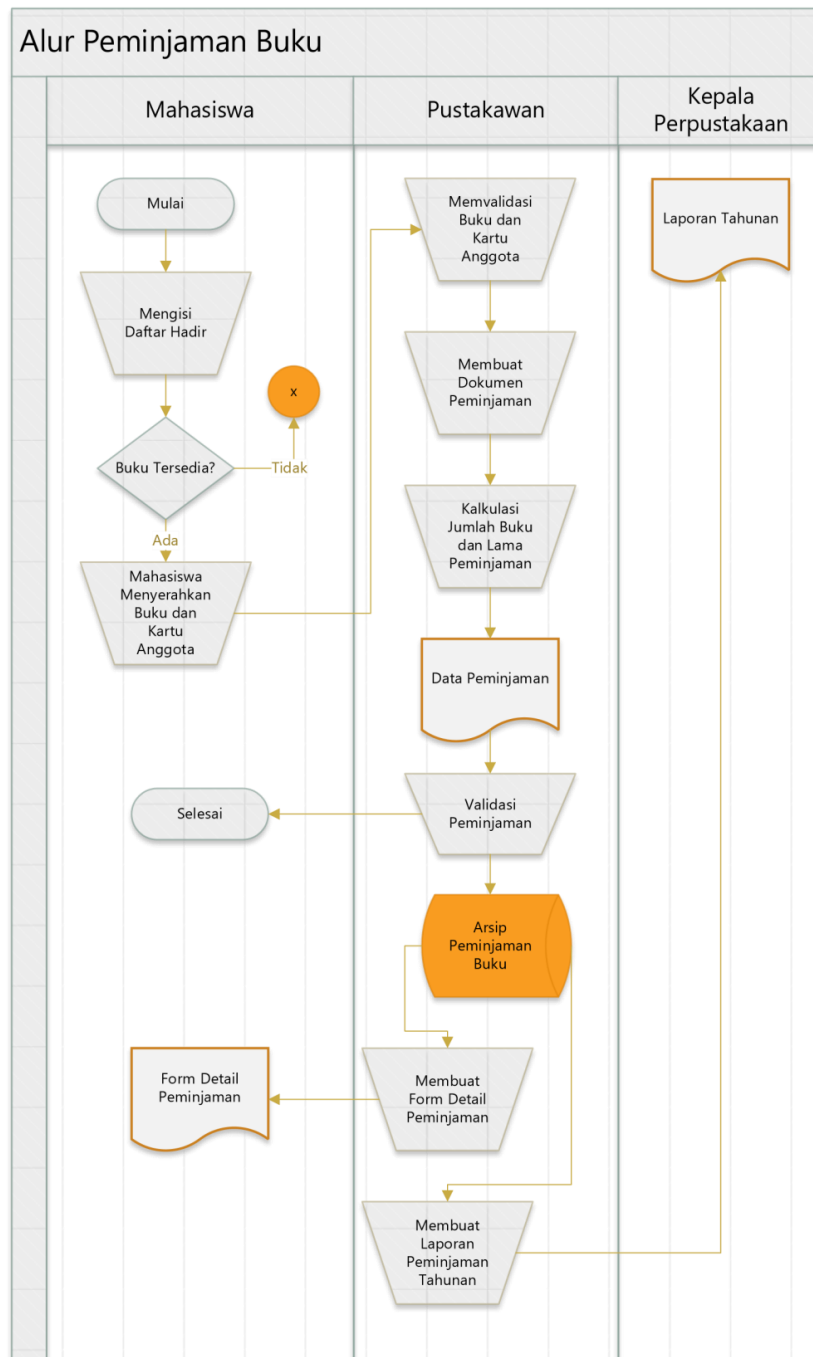 Alur Peminjaman Buku
Mahasiswa
Pustakawan
Kepala
Perpustakaan
Mulai
Mengisi
Daftar Hadir
x
Buku Tersedia?
Tidak
Ada
Mahasiswa
Menyerahkan
Buku dan
Kartu
Anggota
Memvalidasi
Buku dan
Kartu
Anggota
Membuat
Dokumen
Peminjaman
Kalkulasi
Jumlah Buku
dan Lama
Peminjaman
Data Peminjaman
Validasi
Peminjaman
Selesai
Arsip
Peminjaman
Buku
Membuat
Form Detail
Peminjaman
Form Detail
Peminjaman
Membuat
Laporan
Peminjaman
Tahunan
Laporan Tahunan